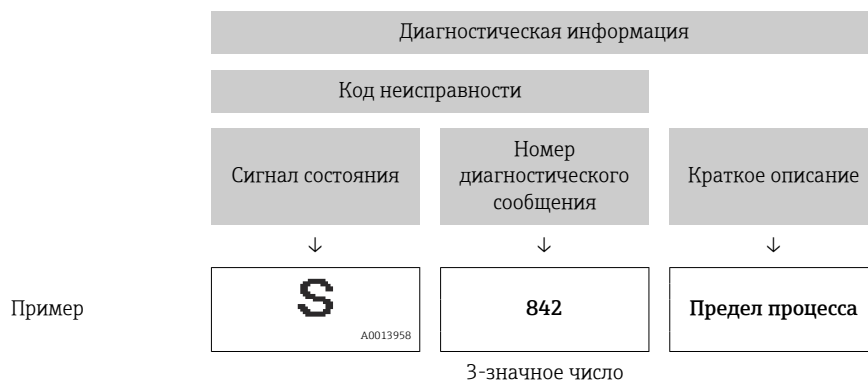 Диагностическая информация
Код неисправности
Сигнал состояния
Номер
диагностического
сообщения
Краткое описание
↓ ↓ ↓
Пример
S
A0013958
842
Предел процесса
3-значное число